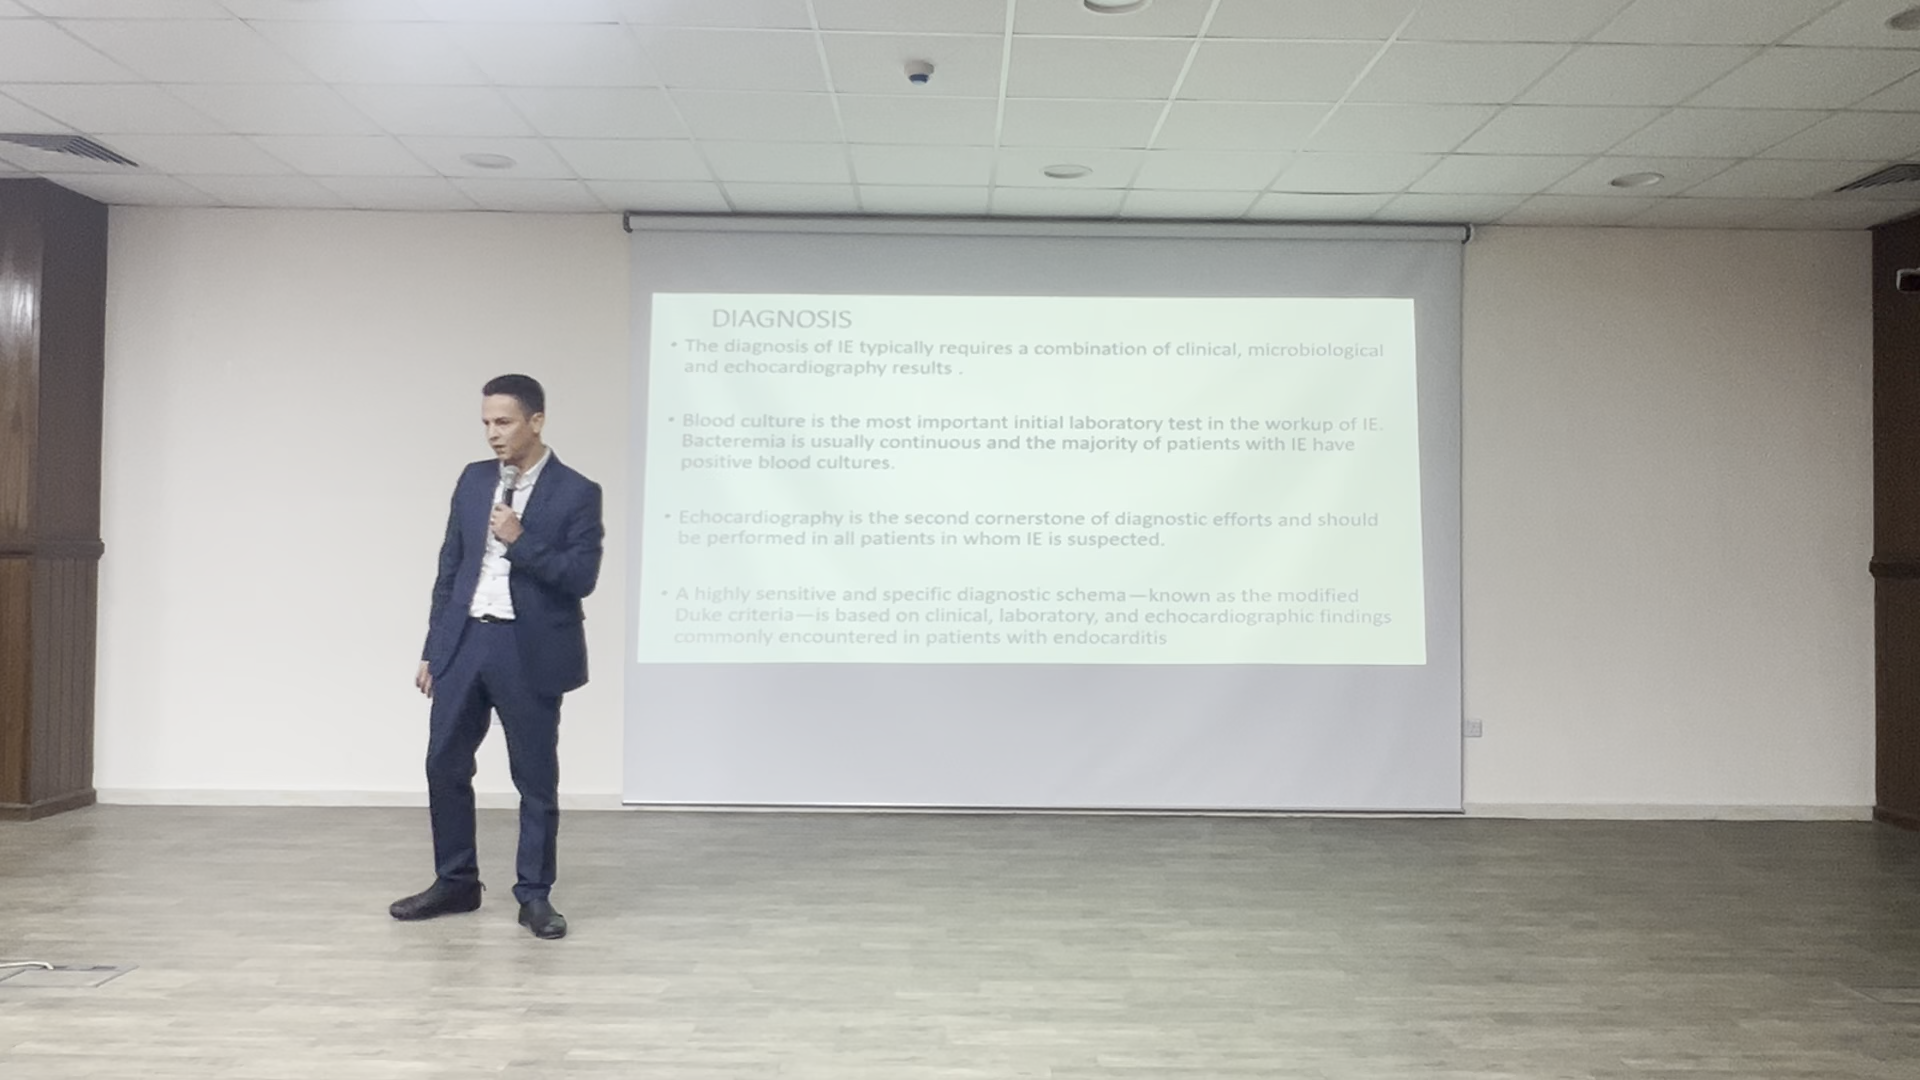 DIAGNOSIS
• The diagnosis of IE typically requires a combination of clinical, microbiological
and echocardiography results .
• Blood culture is the most important initial laboratory test in the workup of IE.
Bacteremia is usually continuous and the majority of patients with IE have
positive blood cultures.
• Echocardiography is the second cornerstone of diagnostic efforts and should
be performed in all patients in whom IE is suspected.
• A highly sensitive and specific diagnostic schema—known as the modified
Duke criteria—is based on clinical, laboratory, and echocardiographic findings
commonly encountered in patients with endocarditis